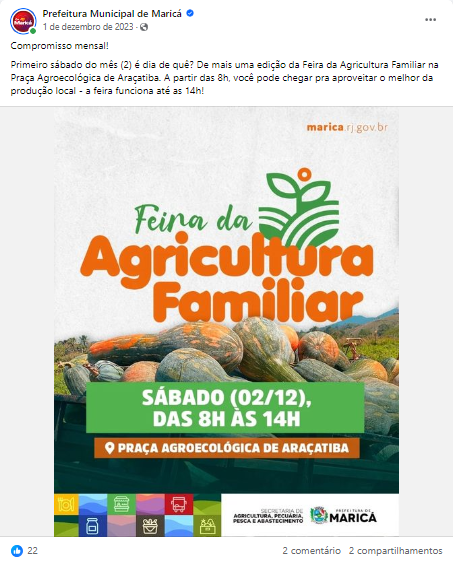 Prefeitura Municipal de Maricá
1 de dezembro de 2023
Compromisso mensal!
Primeiro sábado do mês (2) é dia de quê? De mais uma edição da Feira da Agricultura Familiar na
Praça Agroecológica de Araçatiba. A partir das 8h, você pode chegar pra aproveitar o melhor da
produção local - a feira funciona até as 14h!
marica.rj.gov.br
Feira da
Agricultura
Familiar
SÁBADO (02/12),
DAS 8H ÀS 14H
PRAÇA AGROECOLÓGICA DE ARAÇATIBA
SECRETARIA DE
AGRICULTURA, PECUÁRIA,
PESCA E ABASTECIMENTO
PREFEITURA DE
MARICÁ
22
2 comentário 2 compartilhamentos